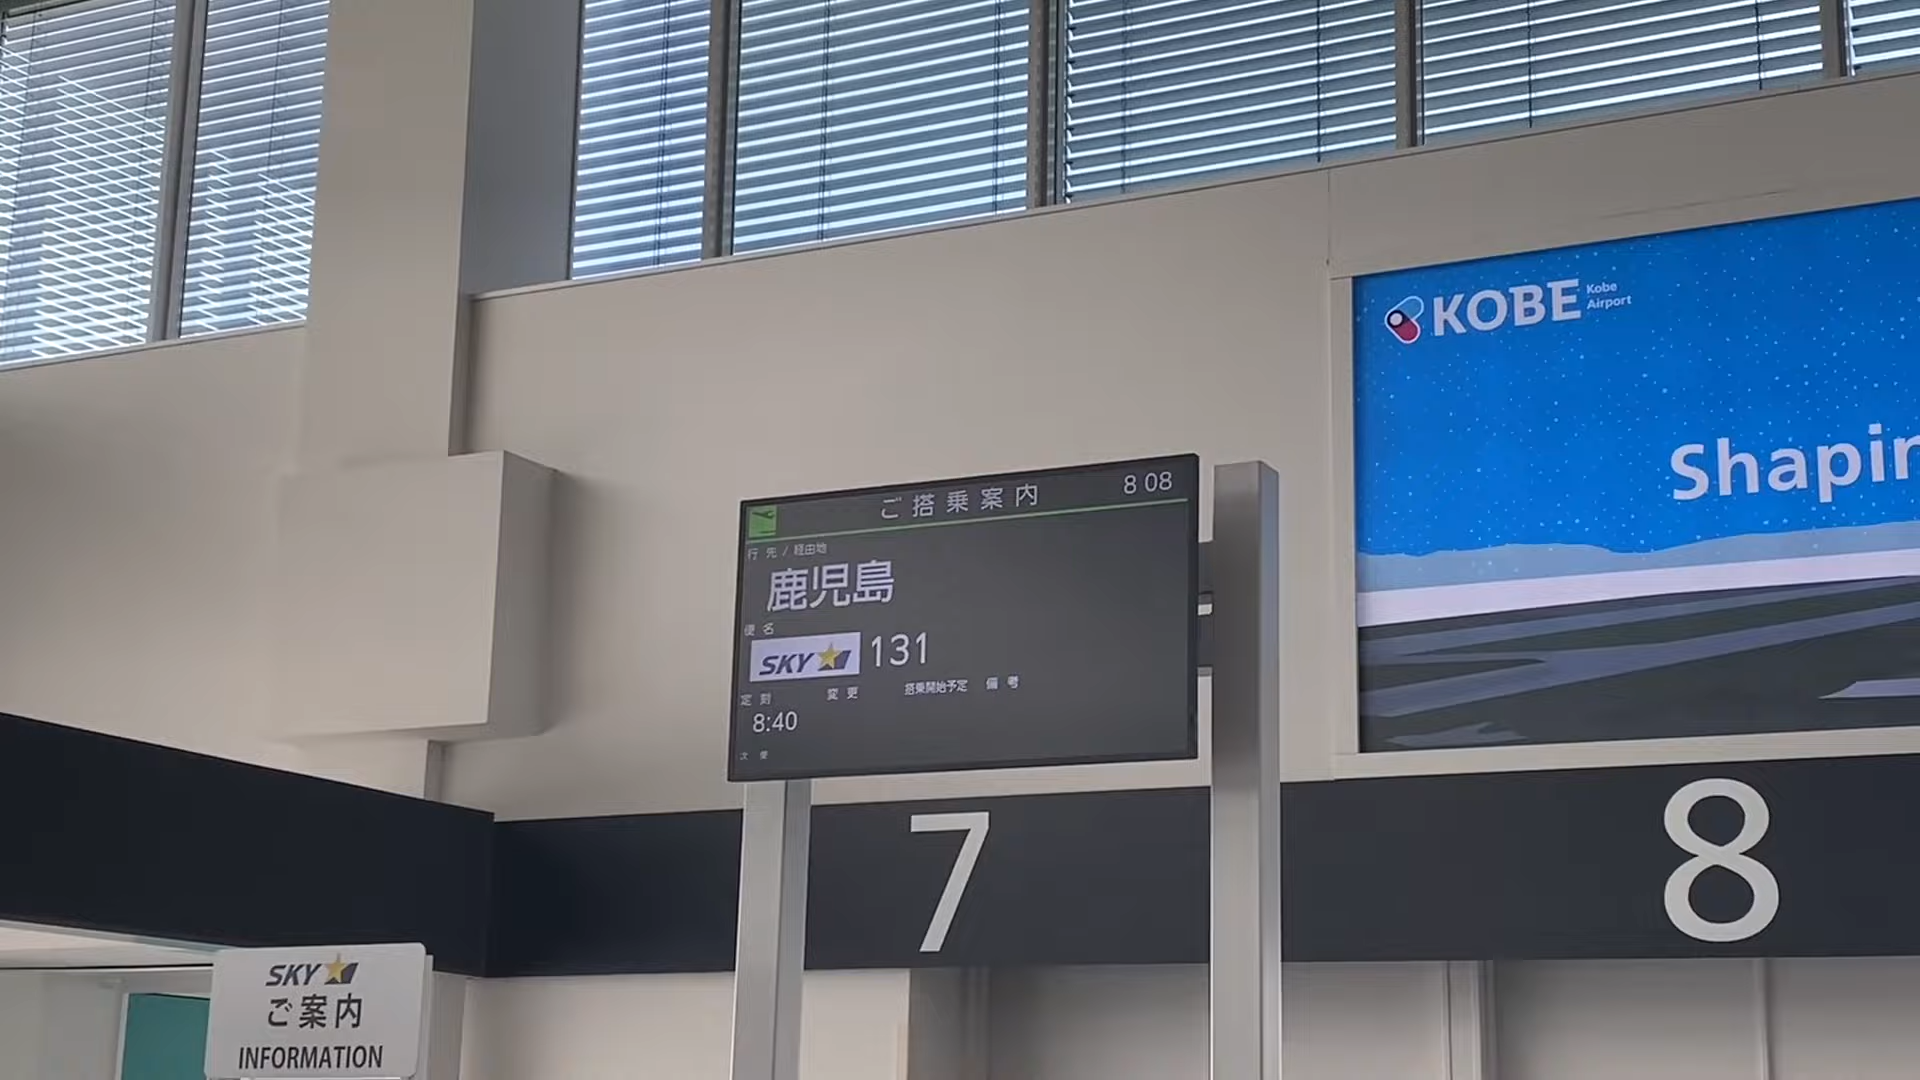 KOBE Kobe Airport
Shapin
ご搭乗案内 8 08
行先 / 経由地
鹿児島
便名
SKY 131
定刻 変更 搭乗開始予定 備考
8:40
次便
7
8
SKY
ご案内
INFORMATION